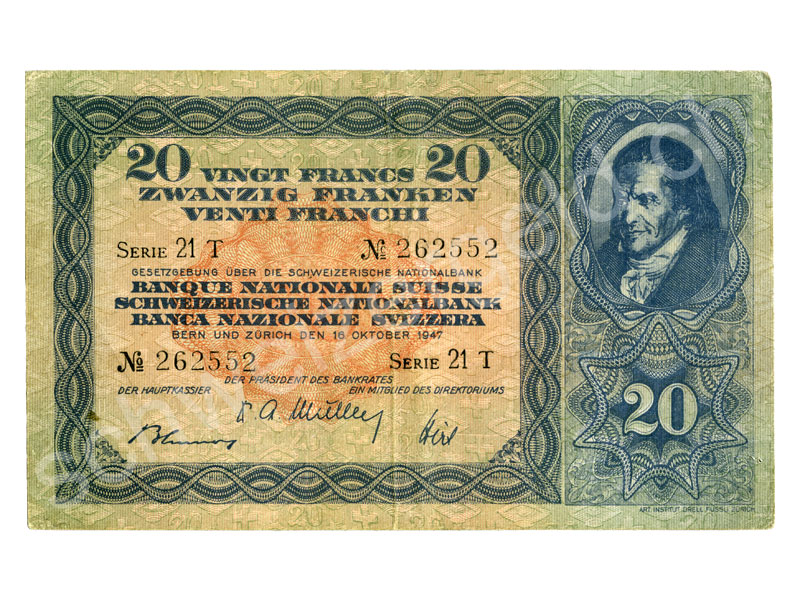 20 VINGT FRANCS 20
ZWANZIG FRANKEN
VENTI FRANCHI
SERIE 21 T № 262552
GESETZGEBUNG ÜBER DIE SCHWEIZERISCHE NATIONALBANK
BANQUE NATIONALE SUISSE
SCHWEIZERISCHE NATIONALBANK
BANCA NAZIONALE SVIZZERA
BERN UND ZÜRICH DEN 16 OKTOBER 1947
№ 262552 SERIE 21 T
DER PRÄSIDENT DES BANKRATES
DER HAUPTKASSIER EIN MITGLIED DES DIREKTORIUMS
20
ART. INSTITUT ORELL FÜSSLI ZÜRICH